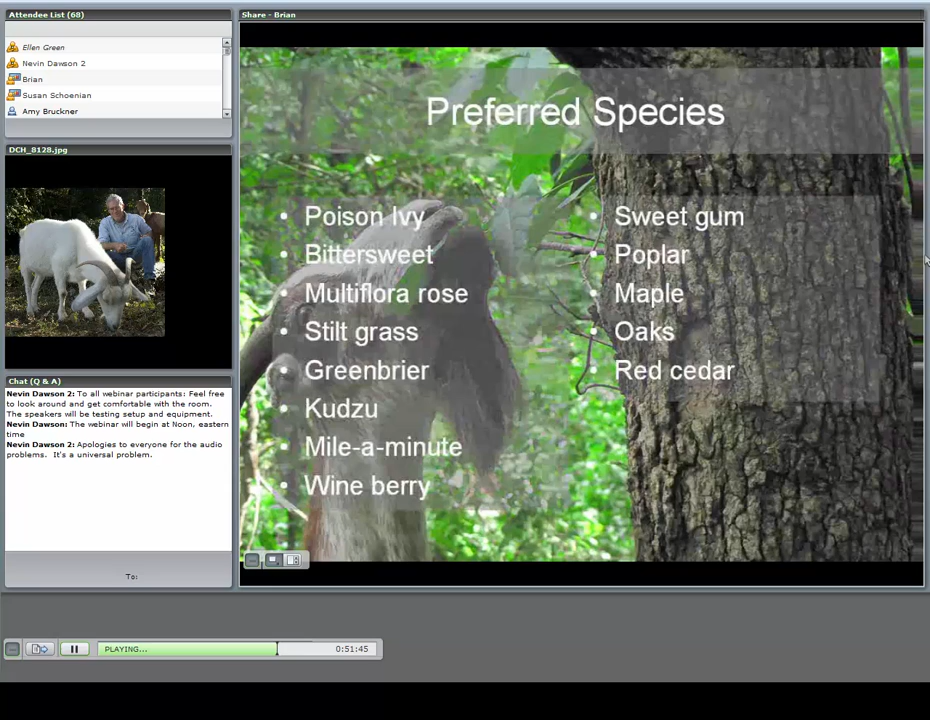 Attendee List (68)
Ellen Green
Nevin Dawson 2
Brian
Susan Schoenian
Amy Bruckner
DCH_8128.jpg
Chat (Q & A)
Nevin Dawson 2: To all webinar participants: Feel free
to look around and get comfortable with the room.
The speakers will be testing setup and equipment.
Nevin Dawson: The webinar will begin at Noon, eastern
time
Nevin Dawson 2: Apologies to everyone for the audio
problems.  It's a universal problem.
To:
Share - Brian
Preferred Species
• Poison Ivy
• Bittersweet
• Multiflora rose
• Stilt grass
• Greenbrier
• Kudzu
• Mile-a-minute
• Wine berry
• Sweet gum
• Poplar
• Maple
• Oaks
• Red cedar
PLAYING...
0:51:45